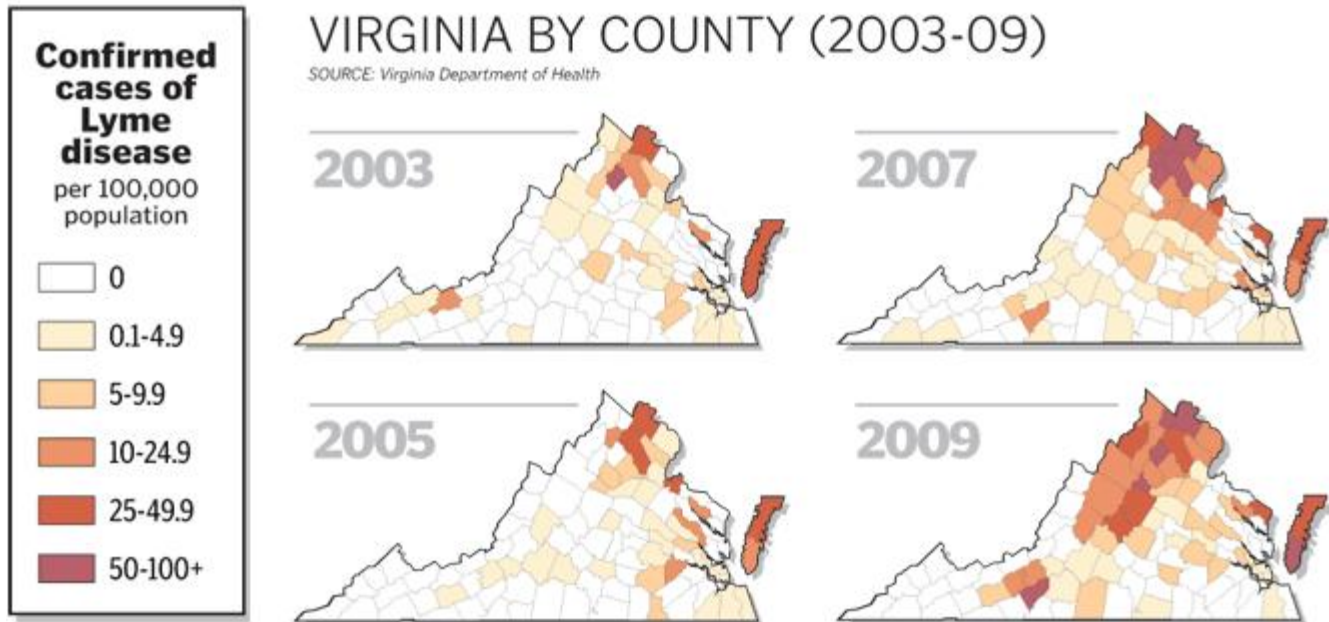 Confirmed
cases of
Lyme
disease
per 100,000
population
0
0.1-4.9
5-9.9
10-24.9
25-49.9
50-100+
VIRGINIA BY COUNTY (2003-09)
SOURCE: Virginia Department of Health
2003
2007
2005
2009